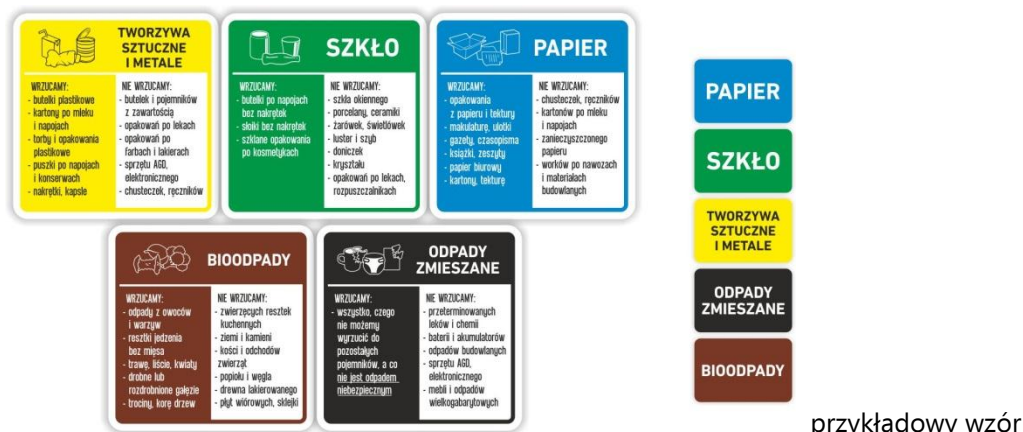 TWORZYWA
SZTUCZNE
I METALE
WRZUCAMY:
- butelki plastikowe
- kartony po mleku
i napojach
- torby i opakowania
plastikowe
- puszki po napojach
i konserwach
- nakrętki, kapsle
NIE WRZUCAMY:
- butelek i pojemników
z zawartością
- opakowań po lekach
- opakowań po
farbach i lakierach
- sprzętu AGD,
elektronicznego
- chusteczek, ręczników
SZKŁO
WRZUCAMY:
- butelki po napojach
bez nakrętek
- słoiki bez nakrętek
- szklane opakowania
po kosmetykach
NIE WRZUCAMY:
- szkła okiennego
- porcelany, ceramiki
- żarówek, świetlówek
- luster i szyb
- doniczek
- kryształu
- opakowań po lekach,
rozpuszczalnikach
PAPIER
WRZUCAMY:
- opakowania
z papieru i tektury
- makulaturę, ulotki
- gazety, czasopisma
- książki, zeszyty
- papier biurowy
- kartony, tekturę
NIE WRZUCAMY:
- chusteczek, ręczników
- kartonów po mleku
i napojach
- zanieczyszczonego
papieru
- worków po nawozach
i materiałach
budowlanych
BIOODPADY
WRZUCAMY:
- odpady z owoców
i warzyw
- resztki jedzenia
bez mięsa
- trawę, liście, kwiaty
- drobne lub
rozdrobnione gałęzie
- trociny, korę drzew
NIE WRZUCAMY:
- zwierzęcych resztek
kuchennych
- ziemi i kamieni
- kości i odchodów
zwierząt
- popiołu i węgla
- drewna lakierowanego
- płyt wiórowych, sklejki
ODPADY
ZMIESZANE
WRZUCAMY:
- wszystko, czego
nie możemy
wyrzucić do
pozostałych
pojemników, a co
nie jest odpadem
niebezpiecznym
NIE WRZUCAMY:
- przeterminowanych
leków i chemii
- baterii i akumulatorów
- odpadów budowlanych
- sprzętu AGD,
elektronicznego
- mebli i odpadów
wielkogabarytowych
PAPIER
SZKŁO
TWORZYWA
SZTUCZNE
I METALE
ODPADY
ZMIESZANE
BIOODPADY
przykładowy wzór